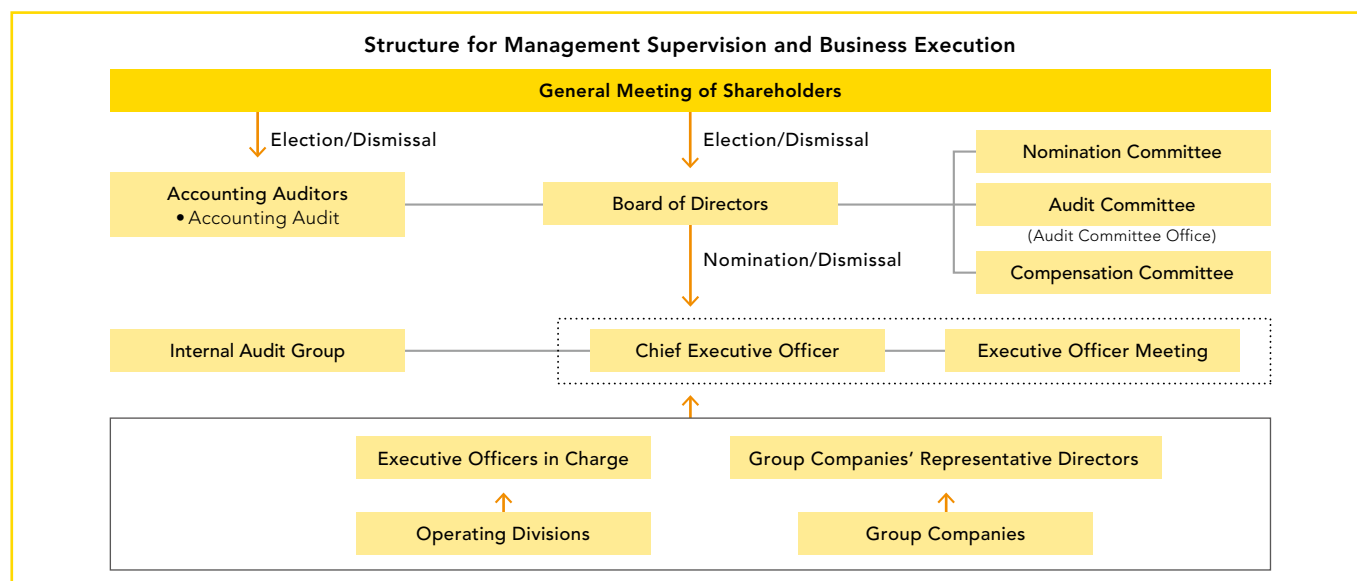 Structure for Management Supervision and Business Execution
General Meeting of Shareholders
Election/Dismissal
Election/Dismissal
Accounting Auditors
• Accounting Audit
Board of Directors
Nomination Committee
Audit Committee
(Audit Committee Office)
Compensation Committee
Nomination/Dismissal
Internal Audit Group
Chief Executive Officer
Executive Officer Meeting
Executive Officers in Charge
Group Companies’ Representative Directors
Operating Divisions
Group Companies